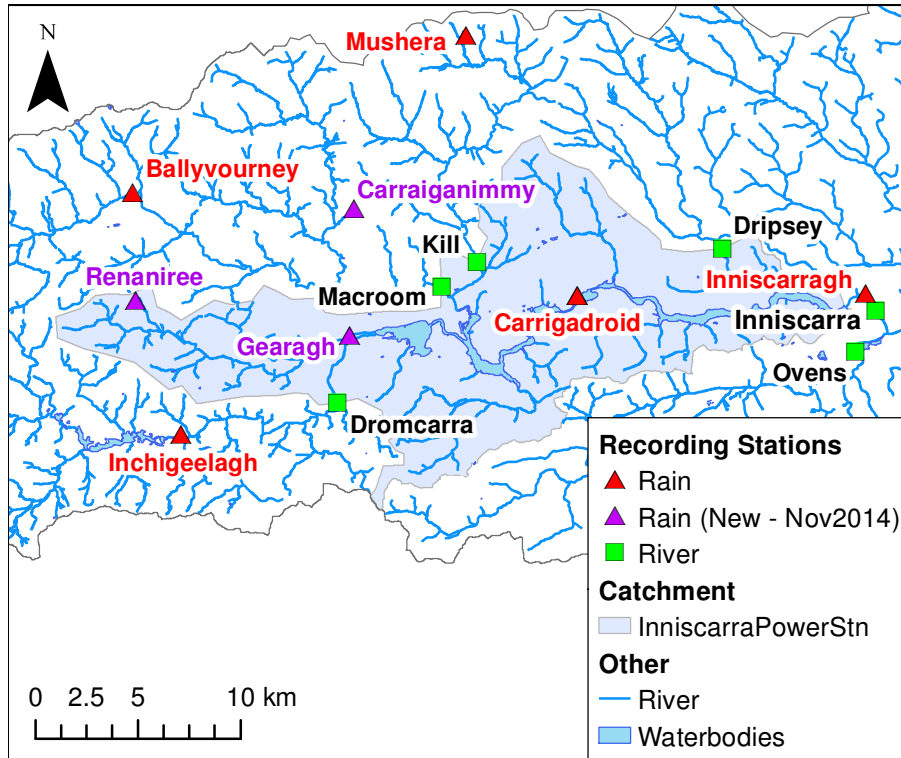 N
Mushera
Ballyvourney
Carraiganimmy
Kill
Dripsey
Renaniree
Macroom
Inniscarragh
Carrigadroid
Inniscarra
Gearagh
Ovens
Dromcarra
Inchigeelagh
Recording Stations
Rain
Rain (New - Nov2014)
River
Catchment
InniscarraPowerStn
Other
River
Waterbodies
0 2.5 5 10 km